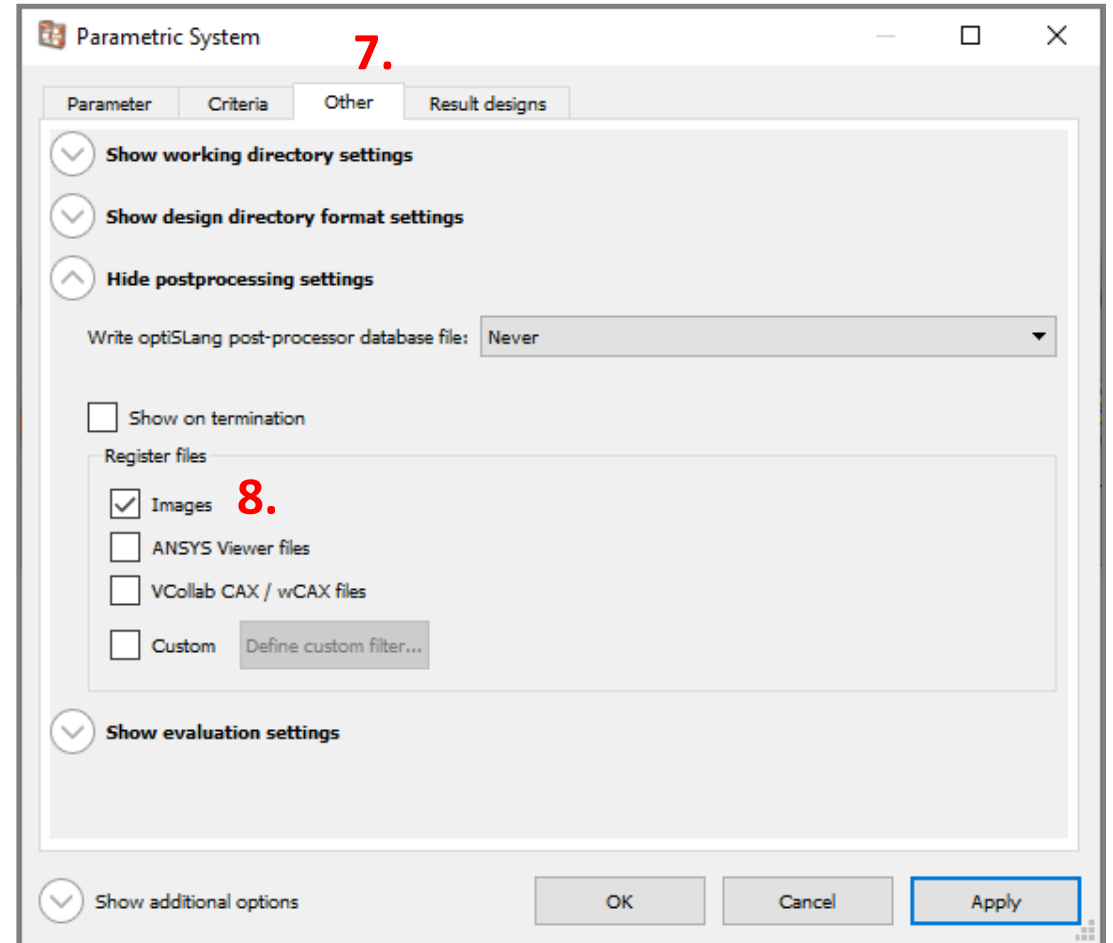 Parametric System
7.
Parameter Criteria Other Result designs
Show working directory settings
Show design directory format settings
Hide postprocessing settings
Write optiSLang post-processor database file: Never
Show on termination
Register files
Images 8.
ANSYS Viewer files
VCollab CAX / wCAX files
Custom Define custom filter...
Show evaluation settings
Show additional options OK Cancel Apply